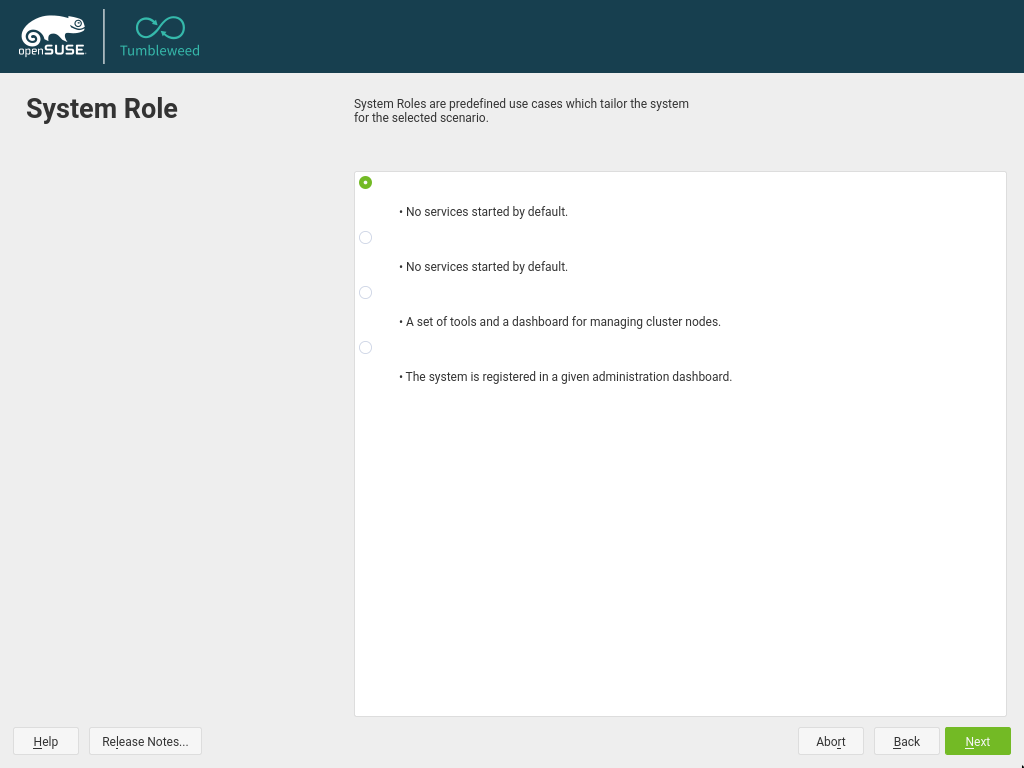 openSUSE
Tumbleweed
System Role
System Roles are predefined use cases which tailor the system
for the selected scenario.
• No services started by default.
• No services started by default.
• A set of tools and a dashboard for managing cluster nodes.
• The system is registered in a given administration dashboard.
Help
Release Notes...
Abort
Back
Next